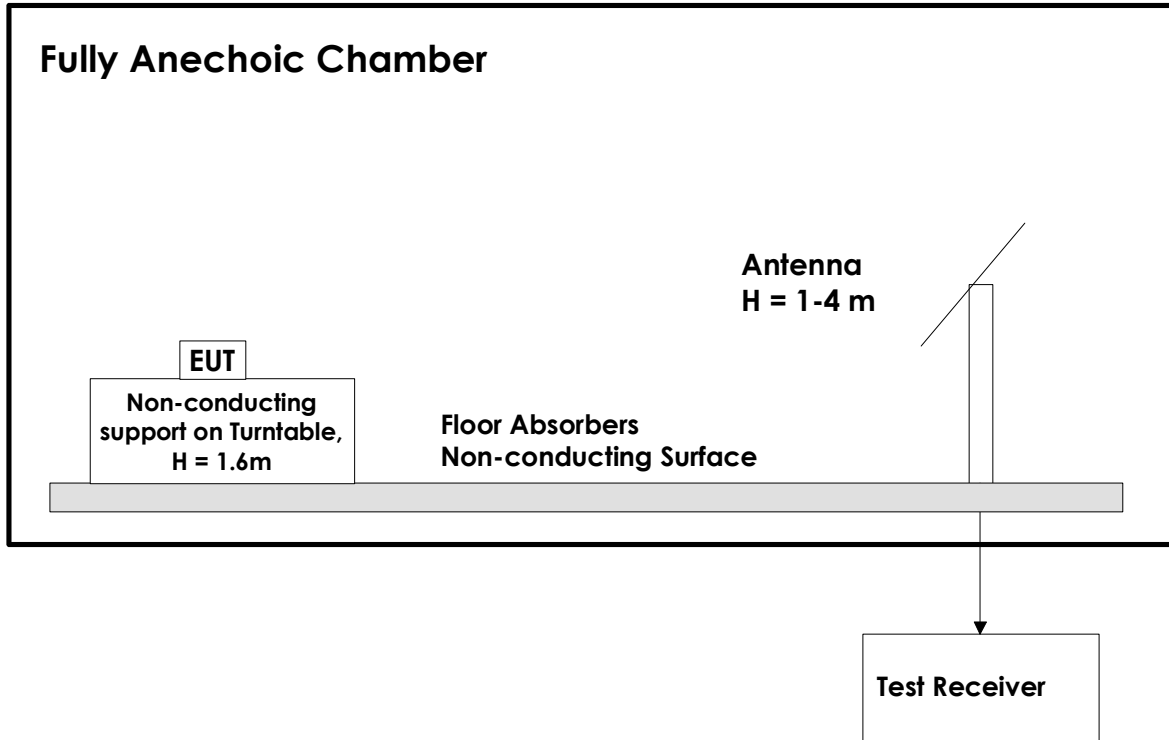 Fully Anechoic Chamber
Antenna
H = 1-4 m
EUT
Non-conducting
support on Turntable,
H = 1.6m
Floor Absorbers
Non-conducting Surface
Test Receiver